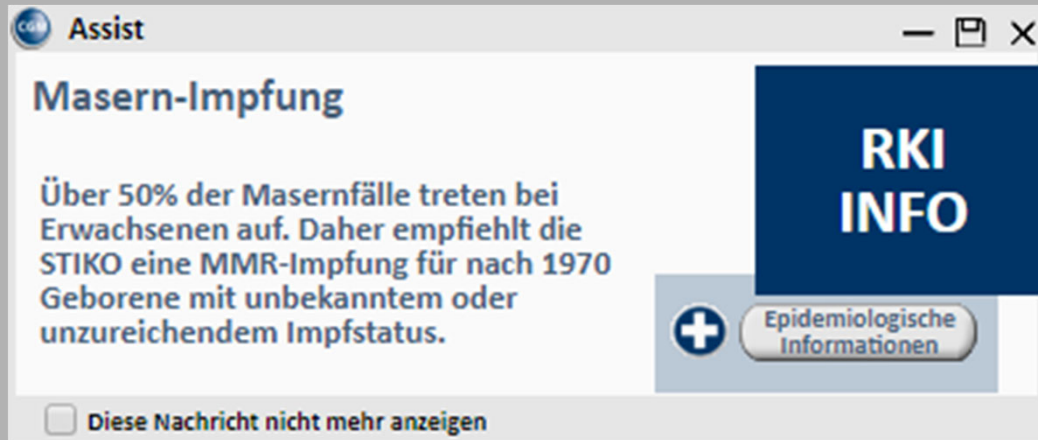 CGM Assist
Masern-Impfung
RKI
INFO
Über 50% der Masernfälle treten bei
Erwachsenen auf. Daher empfiehlt die
STIKO eine MMR-Impfung für nach 1970
Geborene mit unbekanntem oder
unzureichendem Impfstatus.
Epidemiologische
Informationen
Diese Nachricht nicht mehr anzeigen